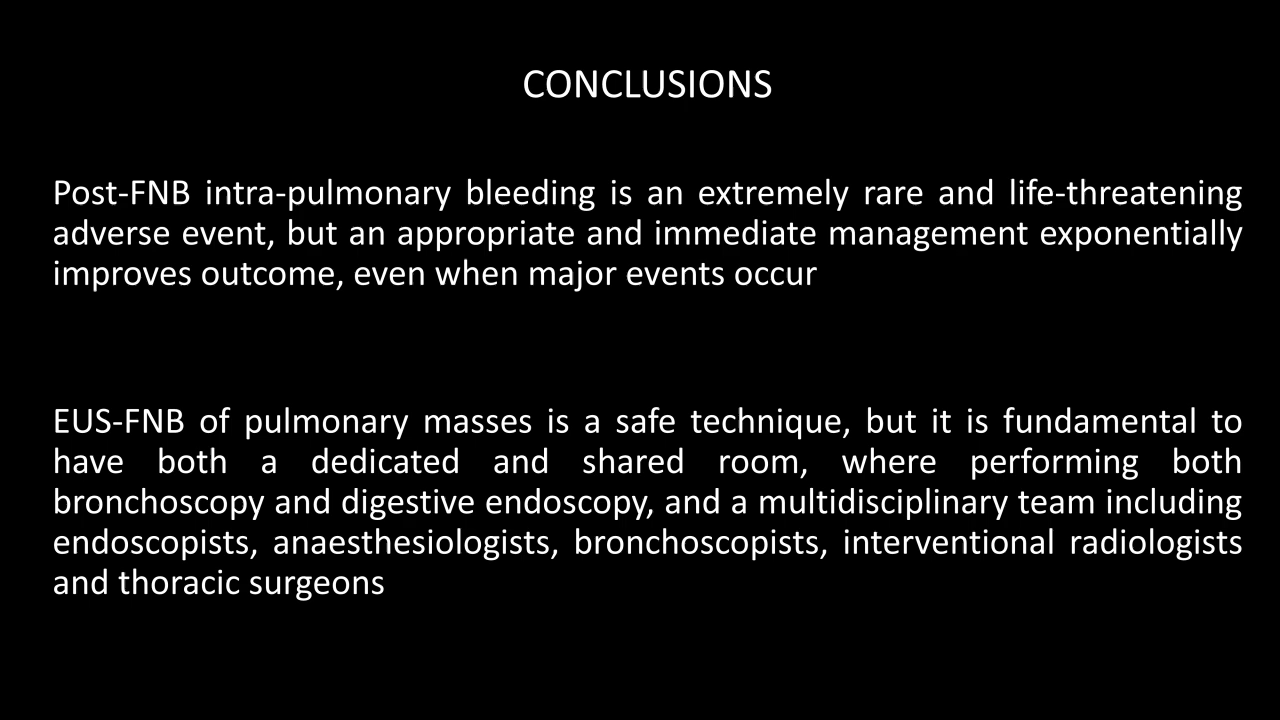 CONCLUSIONS
Post-FNB intra-pulmonary bleeding is an extremely rare and life-threatening
adverse event, but an appropriate and immediate management exponentially
improves outcome, even when major events occur
EUS-FNB of pulmonary masses is a safe technique, but it is fundamental to
have both a dedicated and shared room, where performing both
bronchoscopy and digestive endoscopy, and a multidisciplinary team including
endoscopists, anaesthesiologists, bronchoscopists, interventional radiologists
and thoracic surgeons